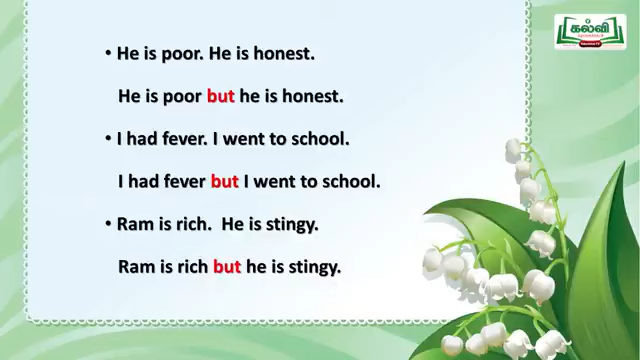 கல்வி
• He is poor. He is honest.
He is poor but he is honest.
• I had fever. I went to school.
I had fever but I went to school.
• Ram is rich.  He is stingy.
Ram is rich but he is stingy.